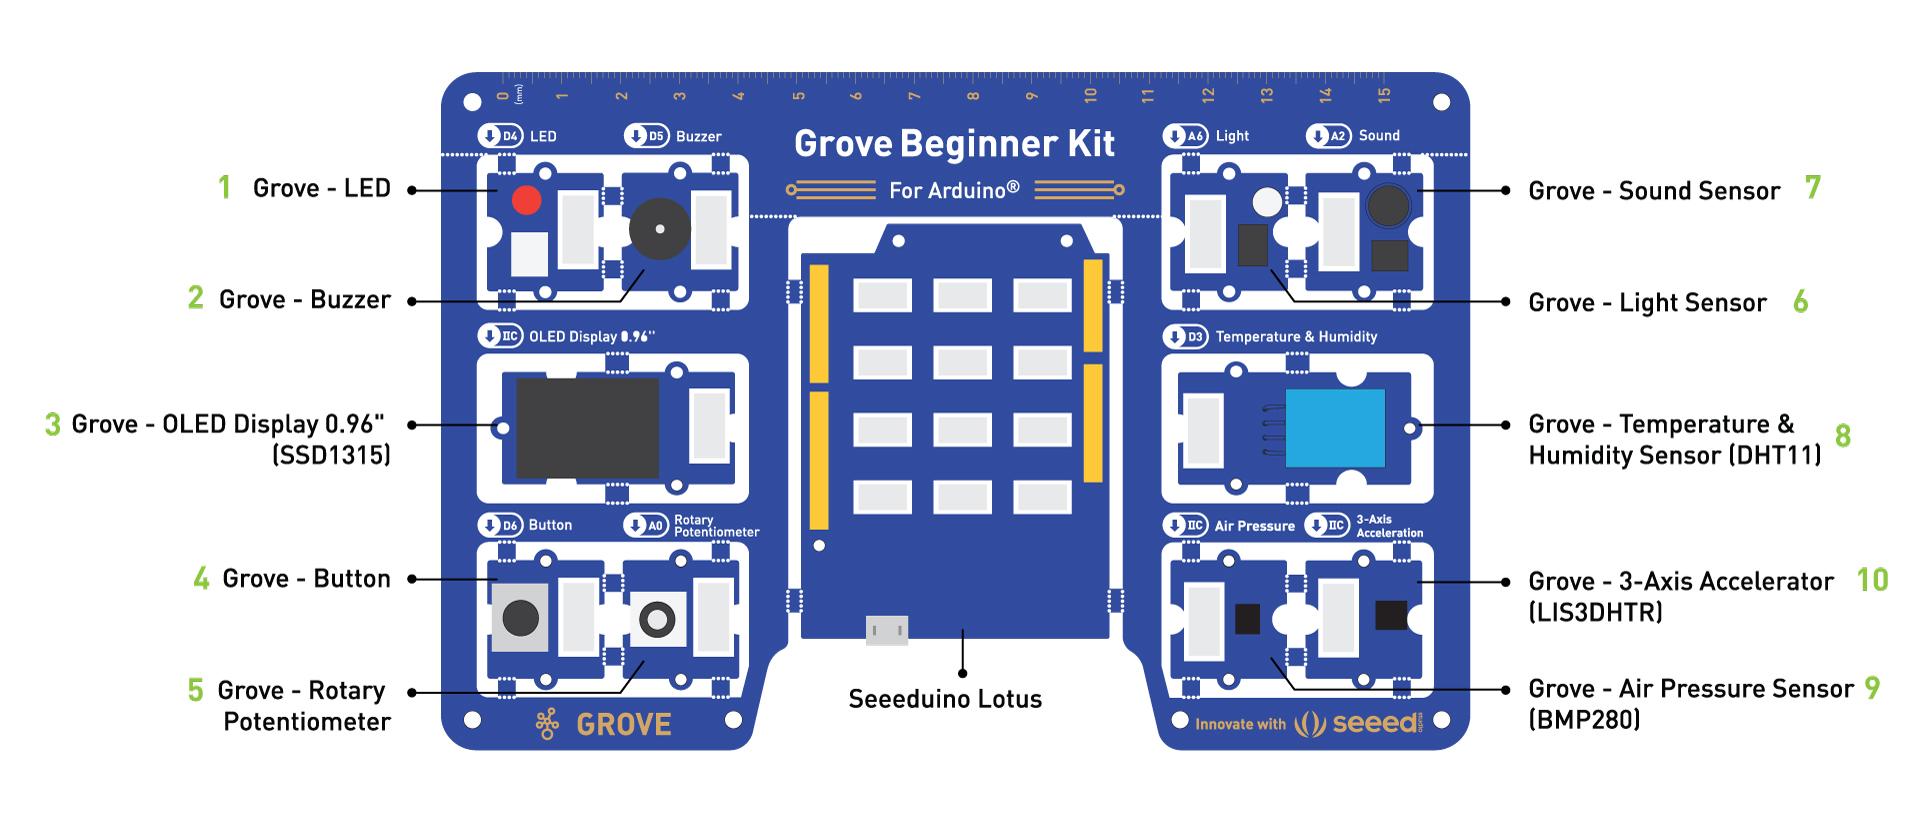 0 (mm) 1 2 3 4 5 6 7 8 9 10 11 12 13 14 15
D4 LED
D5 Buzzer
Grove Beginner Kit
For Arduino®
A6 Light
A2 Sound
1 Grove - LED
2 Grove - Buzzer
IIC OLED Display 0.96''
3 Grove - OLED Display 0.96"
(SSD1315)
D6 Button
A0 Rotary
Potentiometer
4 Grove - Button
5 Grove - Rotary
Potentiometer
GROVE
Seeeduino Lotus
Grove - Sound Sensor 7
Grove - Light Sensor 6
D3 Temperature & Humidity
Grove - Temperature &
Humidity Sensor (DHT11) 8
IIC Air Pressure
IIC 3-Axis
Acceleration
Grove - 3-Axis Accelerator 10
(LIS3DHTR)
Grove - Air Pressure Sensor 9
(BMP280)
Innovate with seeed studio